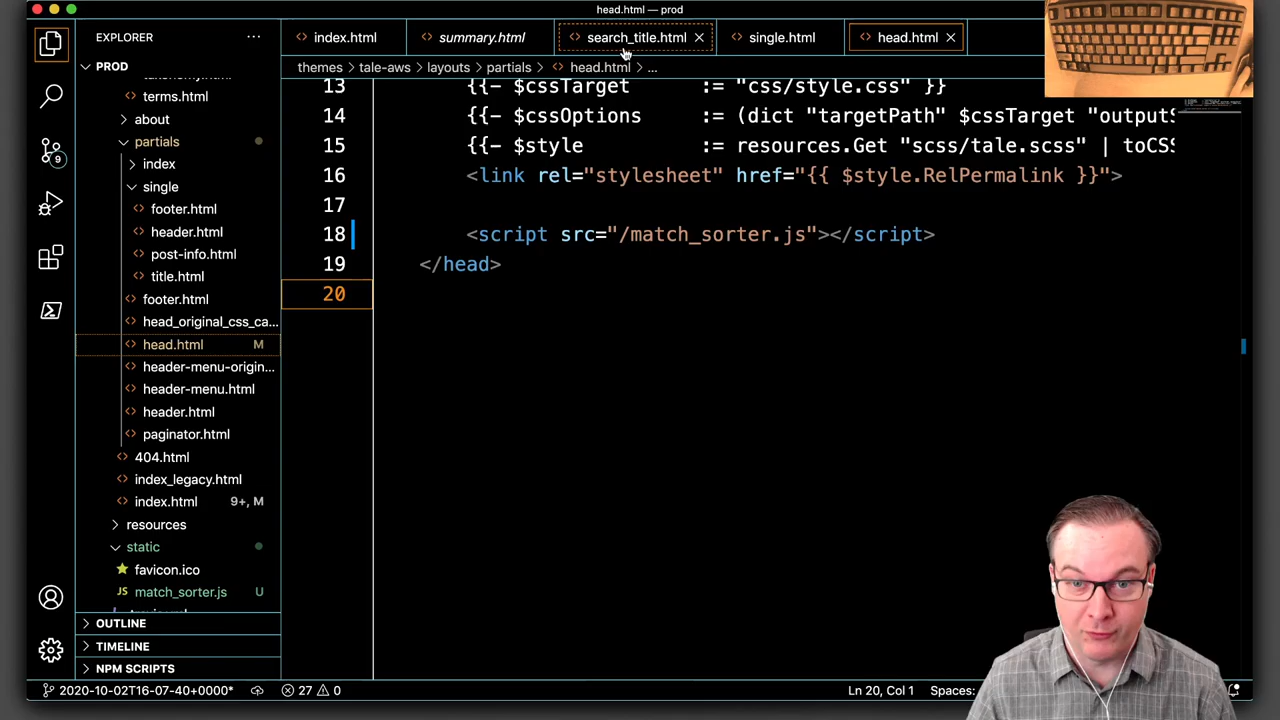 head.html — prod
EXPLORER
index.html
summary.html
search_title.html
single.html
head.html
PROD
themes > tale-aws > layouts > partials > head.html > ...
terms.html
about
partials
index
single
footer.html
header.html
post-info.html
title.html
footer.html
head_original_css_ca...
head.html M
header-menu-origin...
header-menu.html
header.html
paginator.html
404.html
index_legacy.html
index.html 9+, M
resources
static
favicon.ico
JS match_sorter.js U
OUTLINE
TIMELINE
NPM SCRIPTS
13 {{- $cssTarget := "css/style.css" }}
14 {{- $cssOptions := (dict "targetPath" $cssTarget "outputS
15 {{- $style := resources.Get "scss/tale.scss" | toCSS
16 <link rel="stylesheet" href="{{ $style.RelPermalink }}">
17
18 <script src="/match_sorter.js"></script>
19 </head>
20
9
2020-10-02T16-07-40+0000* 27 0 Ln 20, Col 1 Spaces: